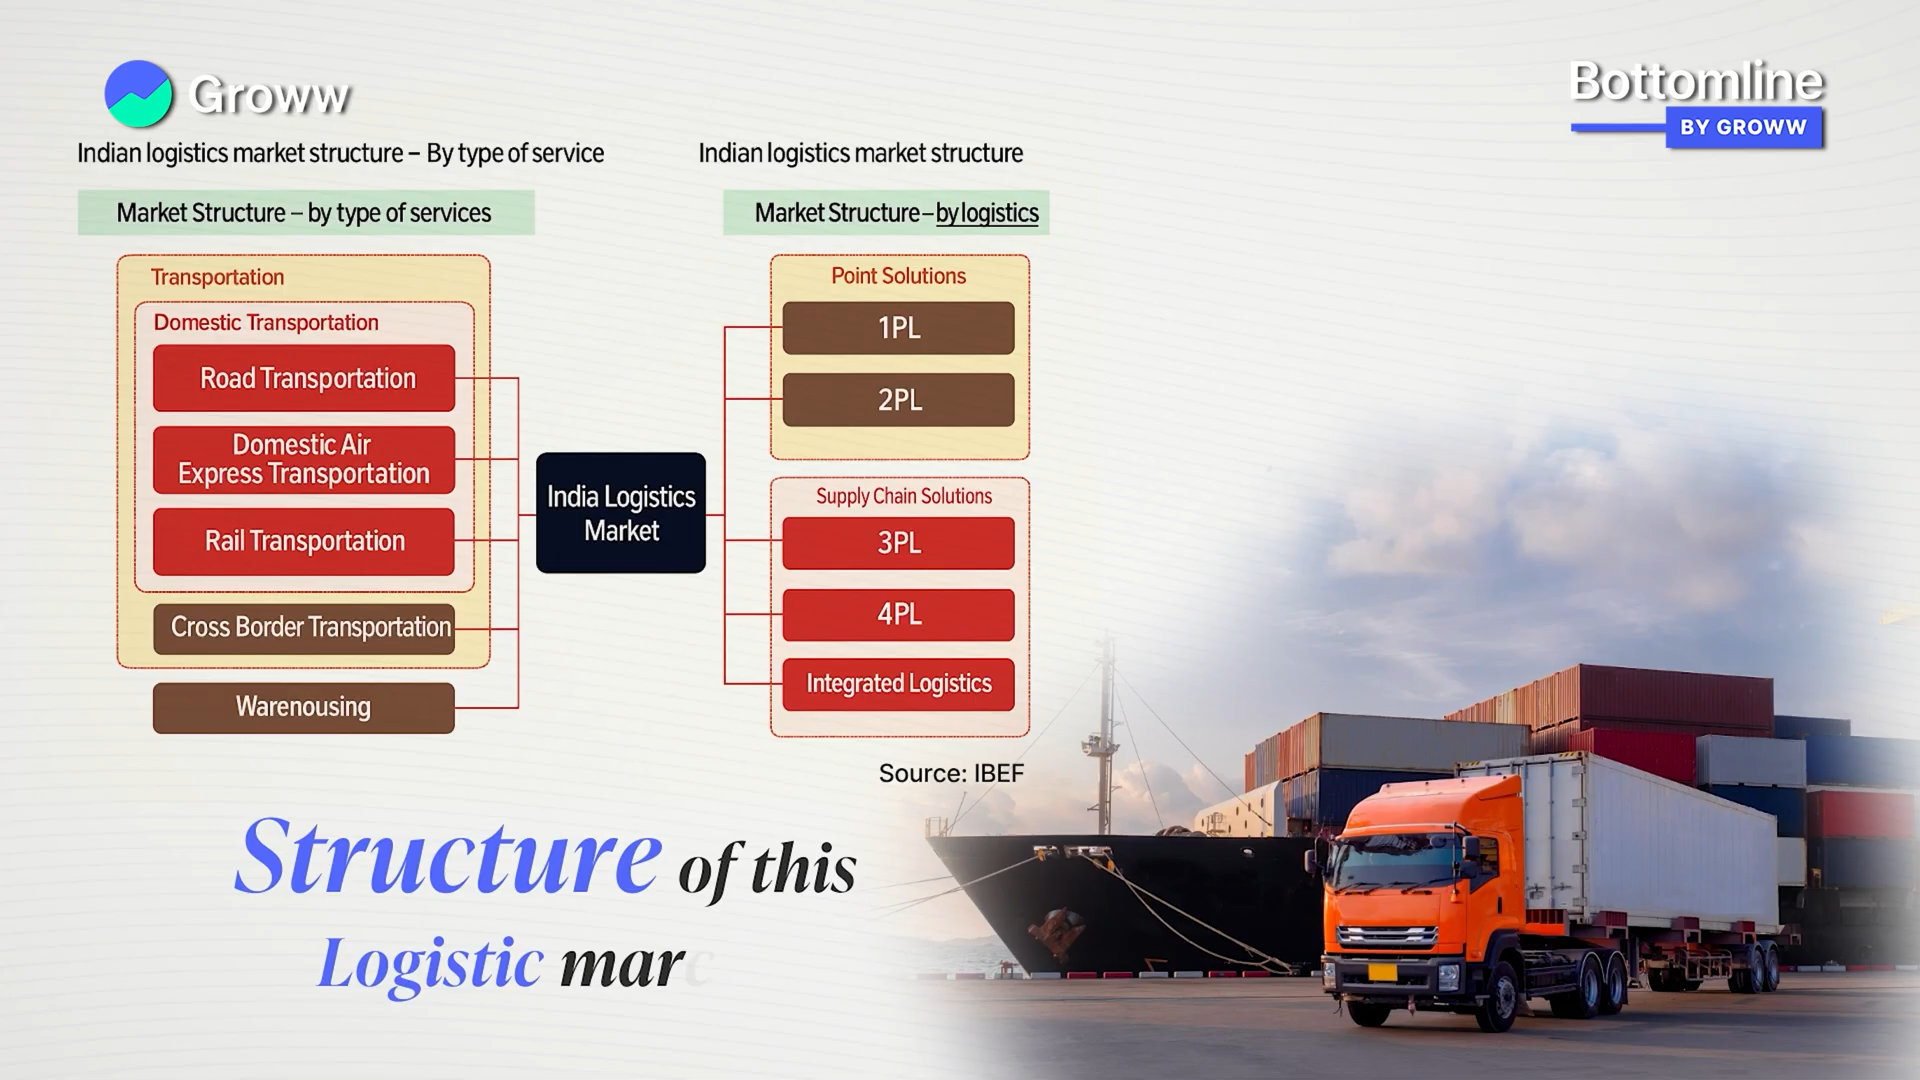 Groww
Bottomline
BY GROWW
Indian logistics market structure – By type of service
Indian logistics market structure
Market Structure – by type of services
Market Structure – by logistics
Transportation
Domestic Transportation
Road Transportation
Domestic Air
Express Transportation
Rail Transportation
Cross Border Transportation
Warenousing
India Logistics
Market
Point Solutions
1PL
2PL
Supply Chain Solutions
3PL
4PL
Integrated Logistics
Source: IBEF
Structure of this
Logistic mar